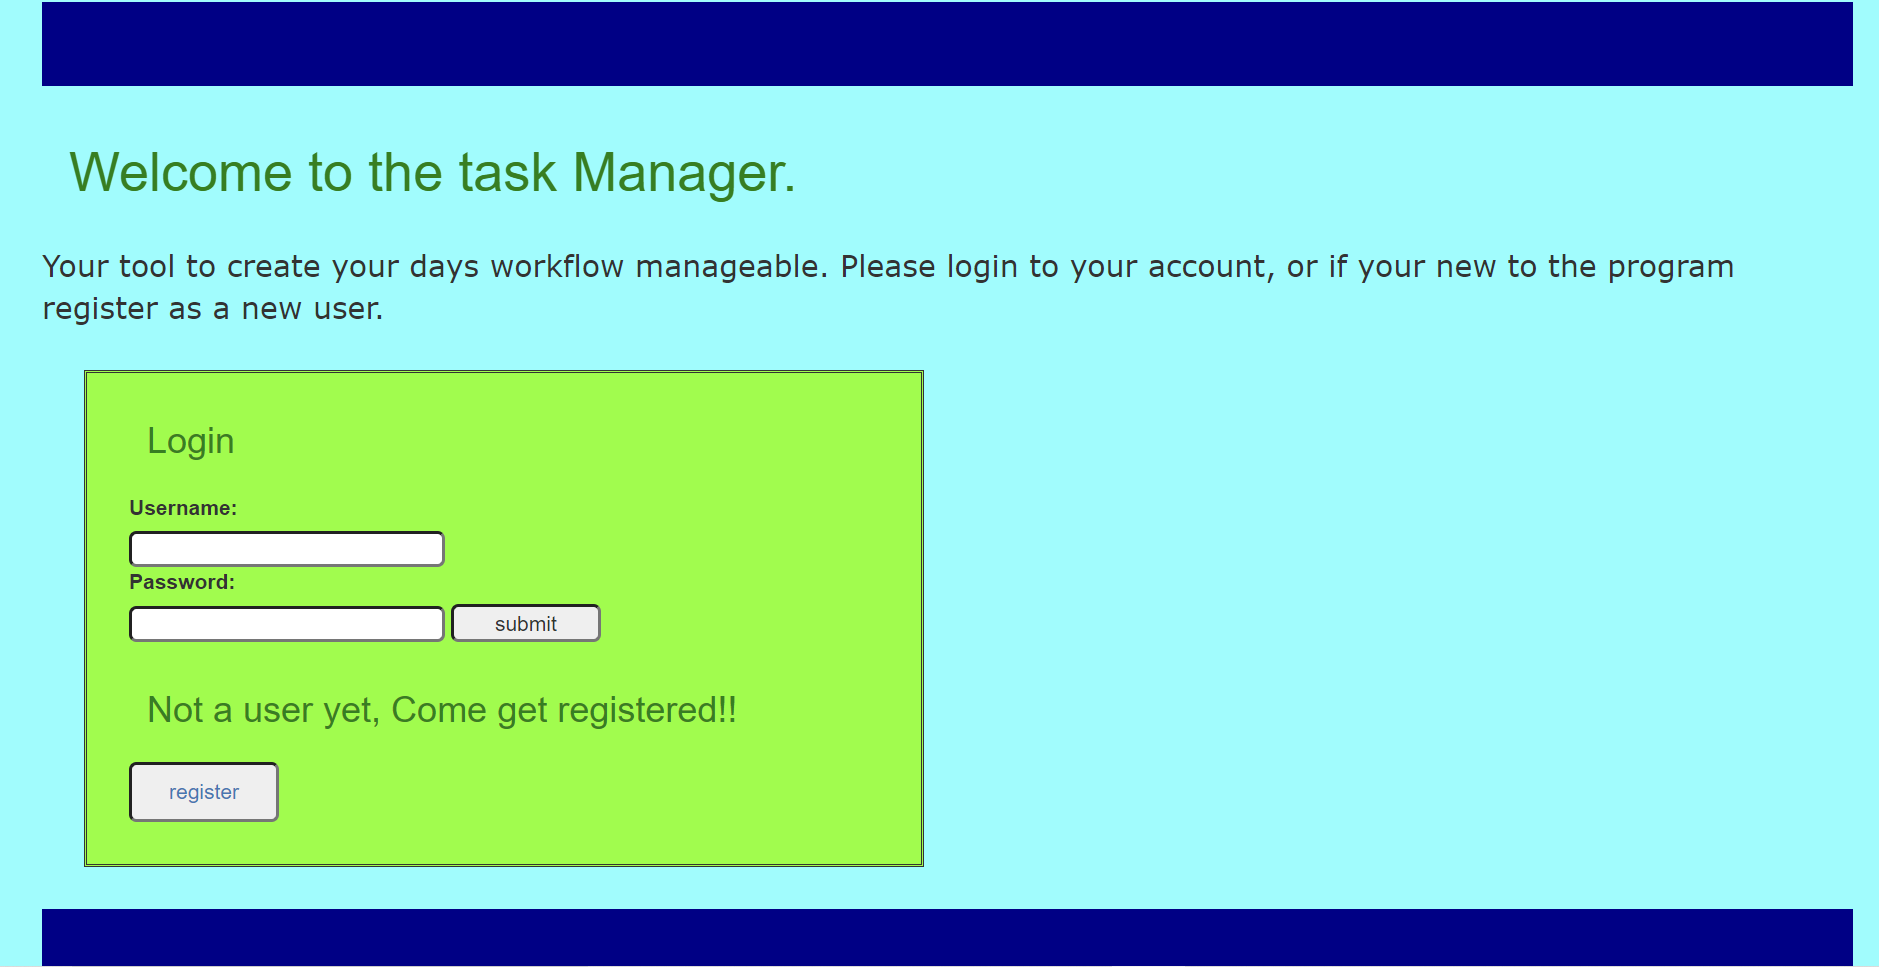 Welcome to the task Manager.
Your tool to create your days workflow manageable. Please login to your account, or if your new to the program
register as a new user.
Login
Username:
Password:
submit
Not a user yet, Come get registered!!
register